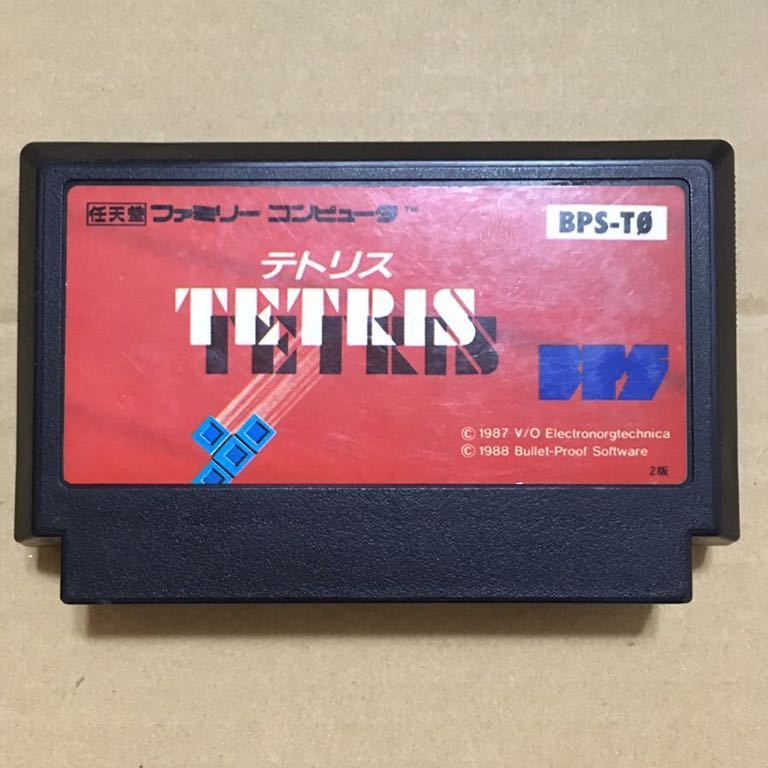 任天堂 ファミリー コンピュータ™ BPS-TØ
テトリス
TETRIS
BPS
© 1987 V/O Electronorgtechnica
© 1988 Bullet-Proof Software
2版